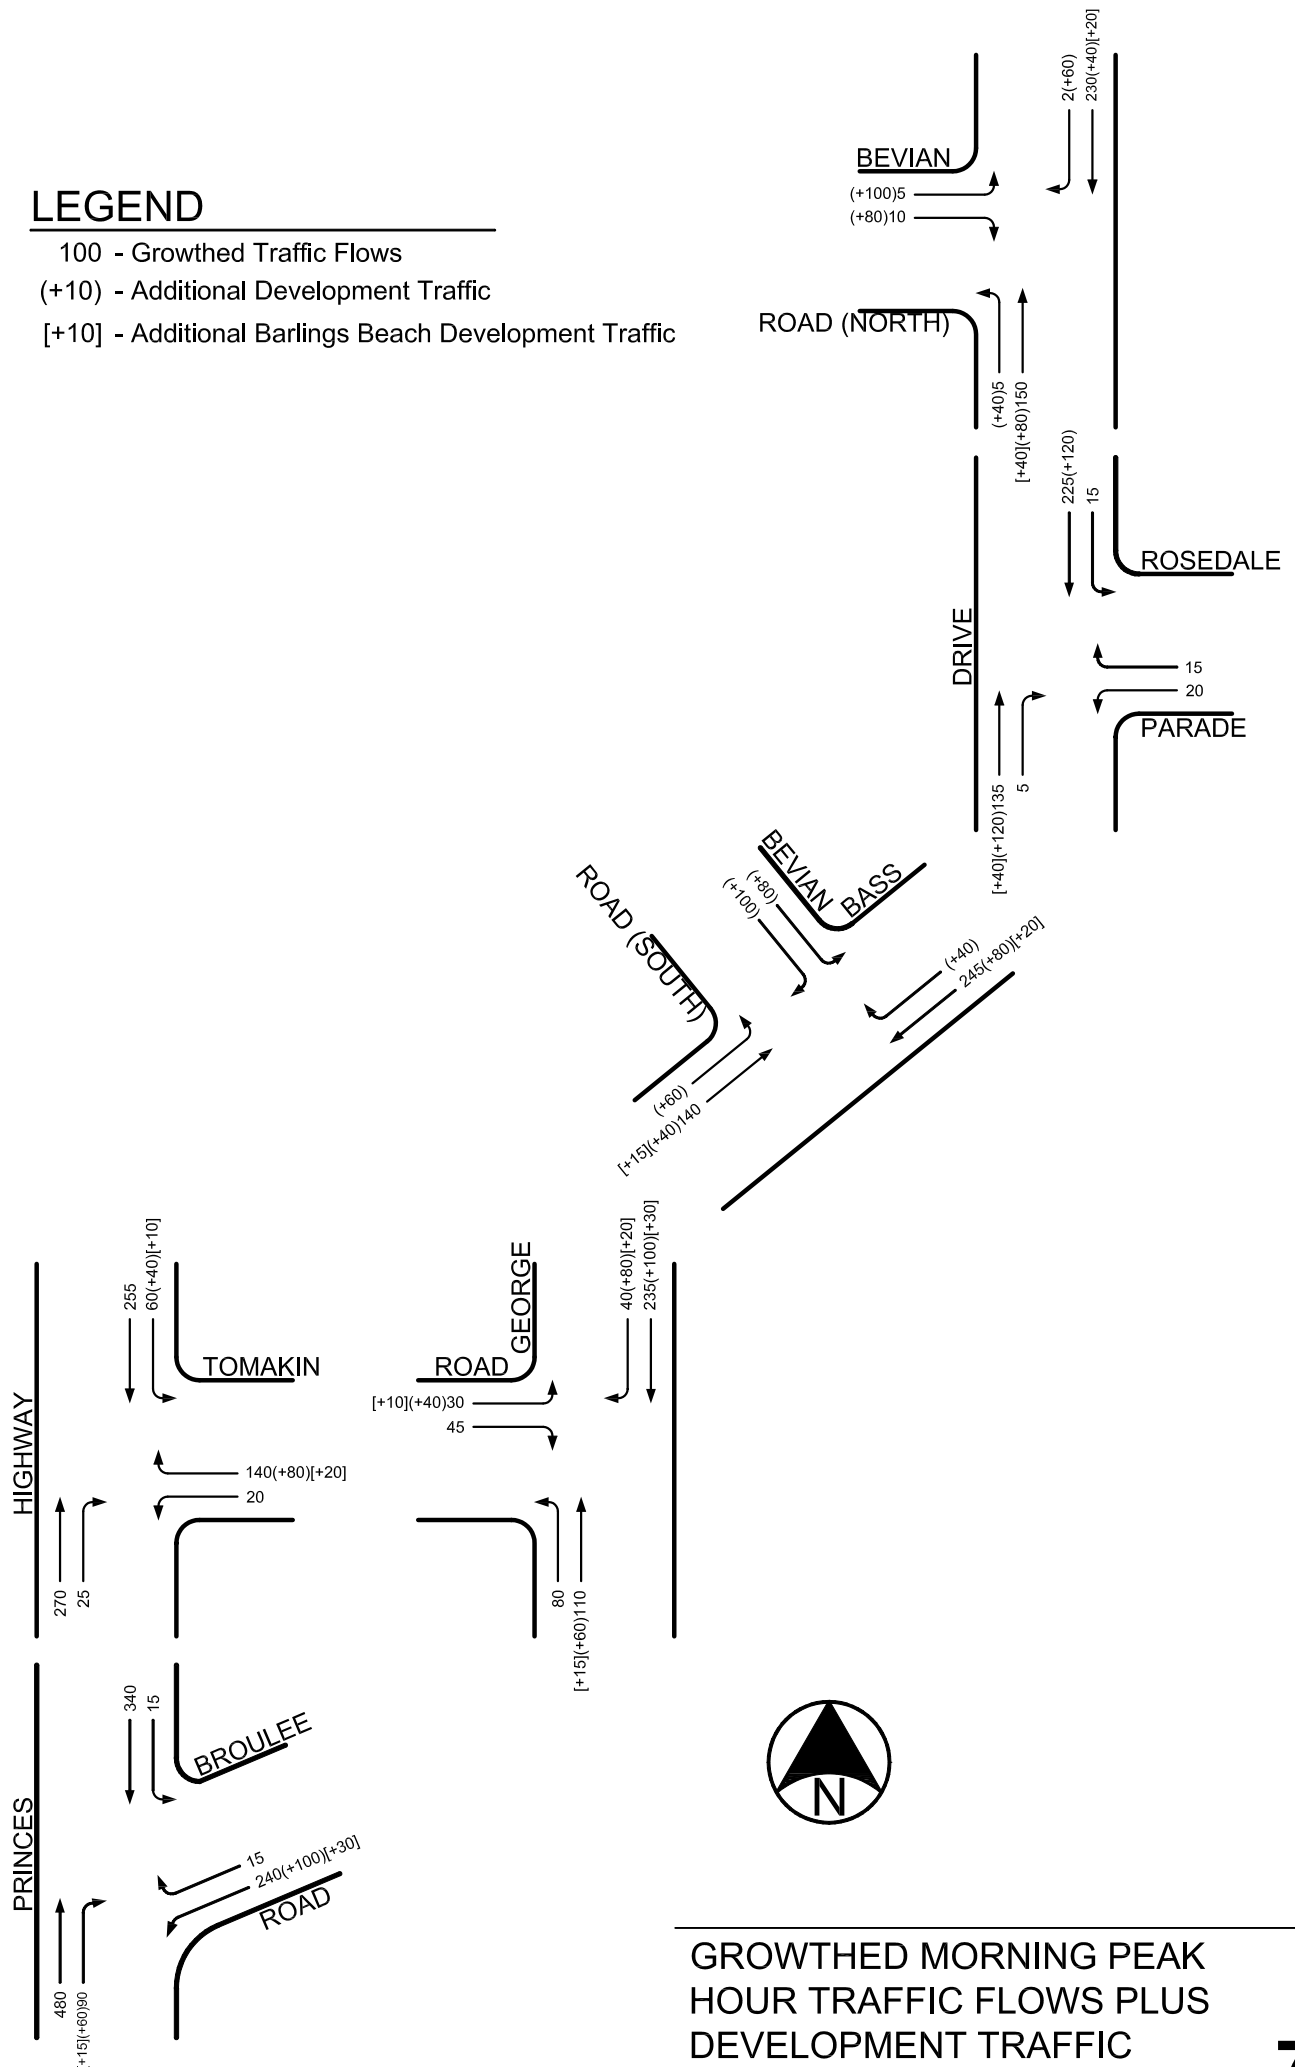 LEGEND
100 - Growthed Traffic Flows
(+10) - Additional Development Traffic
[+10] - Additional Barlings Beach Development Traffic
2(+60)
230(+40)[+20]
BEVIAN
(+100)5
(+80)10
ROAD (NORTH)
(+40)5
[+40](+80)150
225(+120)
15
ROSEDALE
DRIVE
15
20
PARADE
[+40](+120)135
5
BEVIAN
BASS
ROAD (SOUTH)
(+80)
(+100)
(+40)
245(+80)[+20]
(+60)
[+15](+40)140
255
60(+40)[+10]
TOMAKIN
ROAD
GEORGE
40(+80)[+20]
235(+100)[+30]
HIGHWAY
[+10](+40)30
45
140(+80)[+20]
20
270
25
80
[+15](+60)110
340
15
BROULEE
PRINCES
15
240(+100)[+30]
ROAD
480
+15](+60)90
N
GROWTHED MORNING PEAK
HOUR TRAFFIC FLOWS PLUS
DEVELOPMENT TRAFFIC